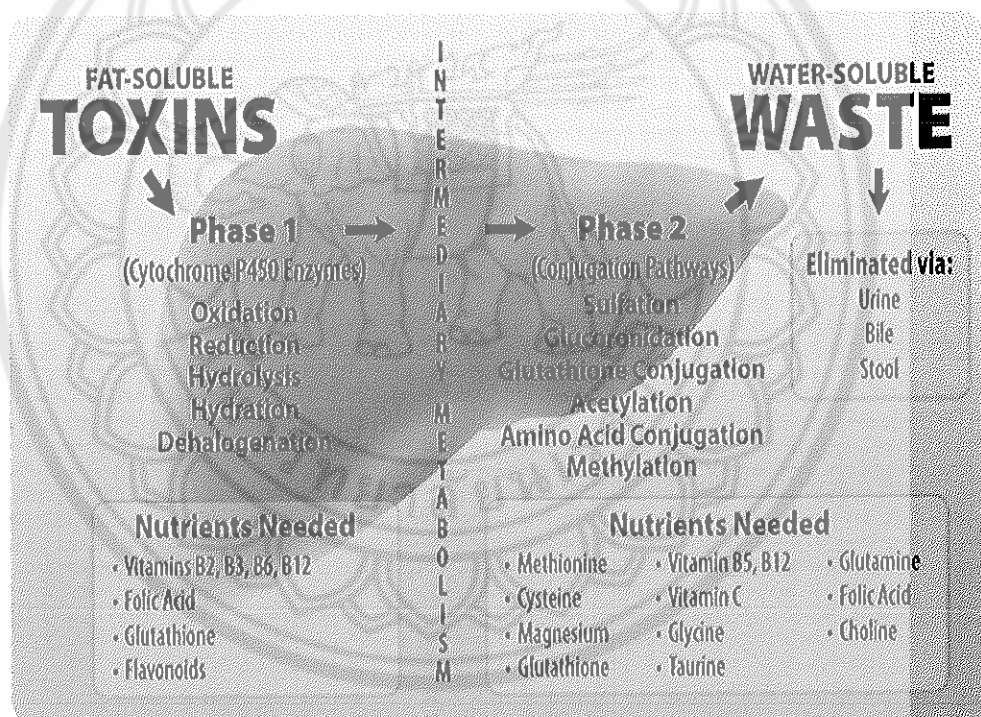 FAT-SOLUBLE
TOXINS
Phase 1
(Cytochrome P450 Enzymes)
Oxidation
Reduction
Hydrolysis
Hydration
Dehalogenation
Nutrients Needed
• Vitamins B2, B3, B6, B12
• Folic Acid
• Glutathione
• Flavonoids
INTERMEDIARY METABOLISM
Phase 2
(Conjugation Pathways)
Sulfation
Glucoronidation
Glutathione Conjugation
Acetylation
Amino Acid Conjugation
Methylation
Nutrients Needed
• Methionine
• Cysteine
• Magnesium
• Glutathione
• Vitamin B5, B12
• Vitamin C
• Glycine
• Taurine
• Glutamine
• Folic Acid
• Choline
WATER-SOLUBLE
WASTE
Eliminated via:
Urine
Bile
Stool